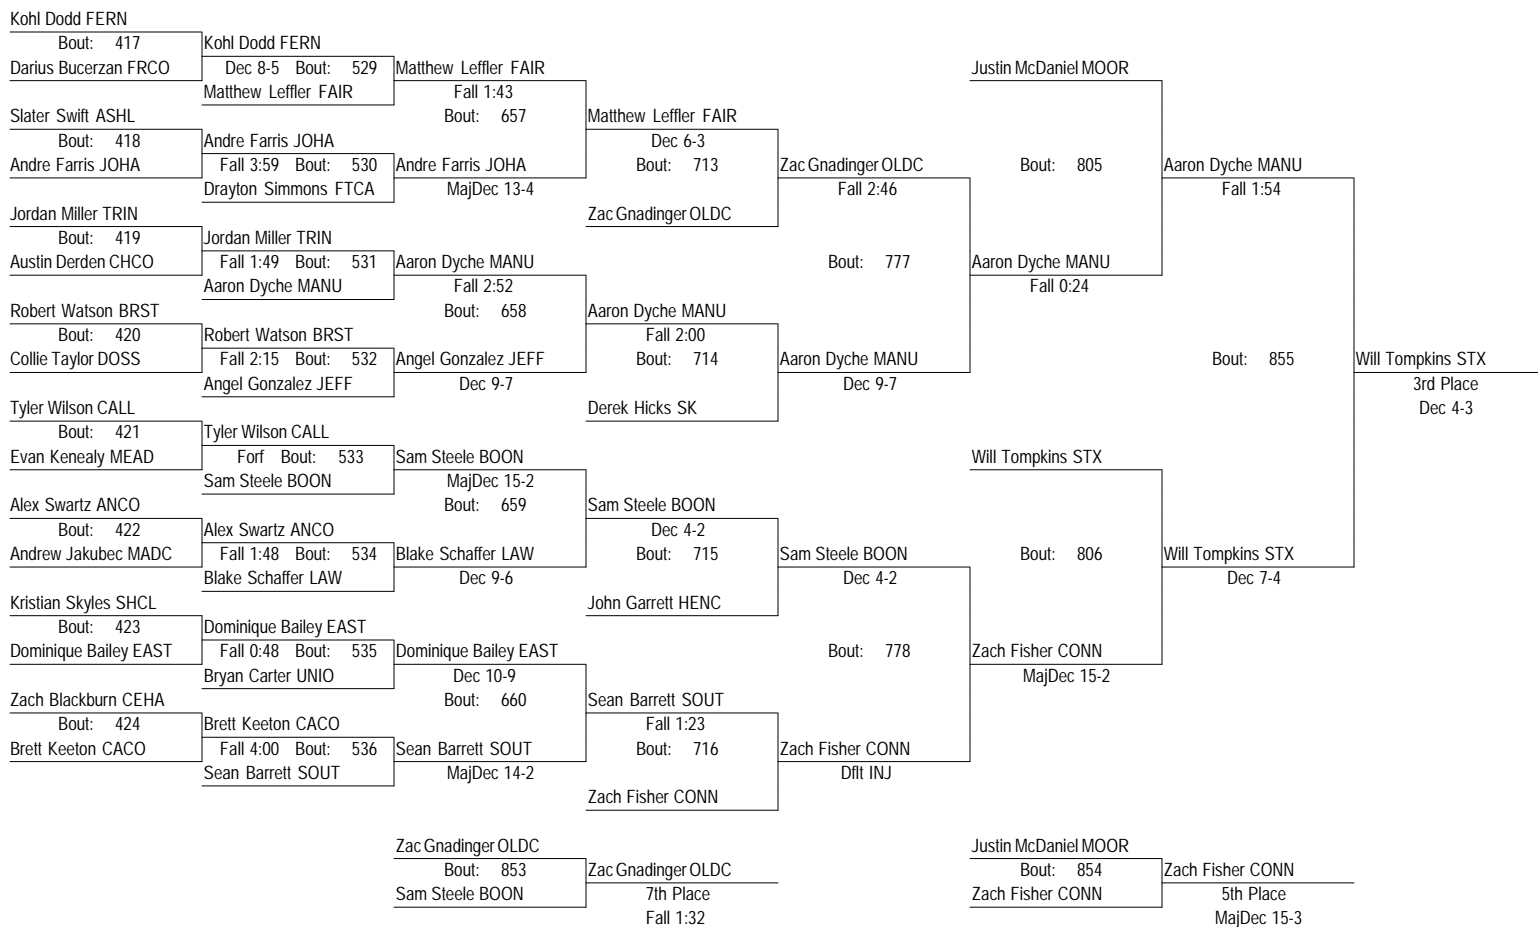 Kohl Dodd FERN
Bout: 417
Kohl Dodd FERN
Darius Bucerzan FRCO
Dec 8-5 Bout: 529
Matthew Leffler FAIR
Justin McDaniel MOOR
Matthew Leffler FAIR
Fall 1:43
Slater Swift ASHL
Bout: 657
Matthew Leffler FAIR
Bout: 418
Andre Farris JOHA
Dec 6-3
Andre Farris JOHA
Fall 3:59 Bout: 530
Andre Farris JOHA
Bout: 713
Zac Gnadinger OLDC
Bout: 805
Aaron Dyche MANU
Drayton Simmons FTCA
MajDec 13-4
Fall 2:46
Fall 1:54
Jordan Miller TRIN
Zac Gnadinger OLDC
Bout: 419
Jordan Miller TRIN
Austin Derden CHCO
Fall 1:49 Bout: 531
Aaron Dyche MANU
Bout: 777
Aaron Dyche MANU
Aaron Dyche MANU
Fall 2:52
Fall 0:24
Robert Watson BRST
Bout: 658
Aaron Dyche MANU
Bout: 420
Robert Watson BRST
Fall 2:00
Collie Taylor DOSS
Fall 2:15 Bout: 532
Angel Gonzalez JEFF
Bout: 714
Aaron Dyche MANU
Bout: 855
Will Tompkins STX
Angel Gonzalez JEFF
Dec 9-7
Dec 9-7
3rd Place
Tyler Wilson CALL
Derek Hicks SK
Dec 4-3
Bout: 421
Tyler Wilson CALL
Evan Kenealy MEAD
Forf Bout: 533
Sam Steele BOON
Will Tompkins STX
Sam Steele BOON
MajDec 15-2
Alex Swartz ANCO
Bout: 659
Sam Steele BOON
Bout: 422
Alex Swartz ANCO
Dec 4-2
Andrew Jakubec MADC
Fall 1:48 Bout: 534
Blake Schaffer LAW
Bout: 715
Sam Steele BOON
Bout: 806
Will Tompkins STX
Blake Schaffer LAW
Dec 9-6
Dec 4-2
Dec 7-4
Kristian Skyles SHCL
John Garrett HENC
Bout: 423
Dominique Bailey EAST
Dominique Bailey EAST
Fall 0:48 Bout: 535
Dominique Bailey EAST
Bout: 778
Zach Fisher CONN
Bryan Carter UNIO
Dec 10-9
MajDec 15-2
Zach Blackburn CEHA
Bout: 660
Sean Barrett SOUT
Bout: 424
Brett Keeton CACO
Fall 1:23
Brett Keeton CACO
Fall 4:00 Bout: 536
Sean Barrett SOUT
Bout: 716
Zach Fisher CONN
Sean Barrett SOUT
MajDec 14-2
Dflt INJ
Zach Fisher CONN
Zac Gnadinger OLDC
Justin McDaniel MOOR
Bout: 853
Zac Gnadinger OLDC
Bout: 854
Zach Fisher CONN
Sam Steele BOON
7th Place
Zach Fisher CONN
5th Place
Fall 1:32
MajDec 15-3